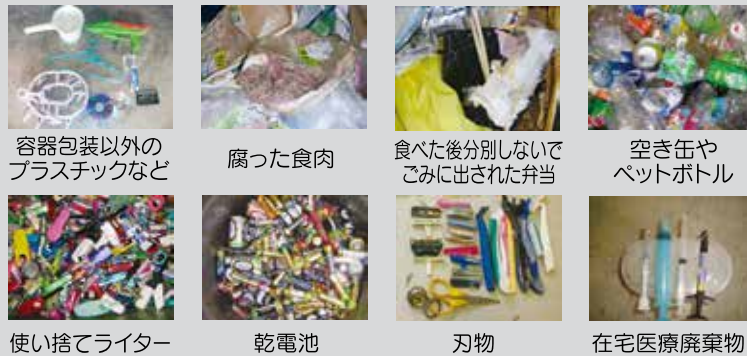 容器包装以外の
プラスチックなど
腐った食肉
食べた後分別しないで
ごみに出された弁当
空き缶や
ペットボトル
使い捨てライター
乾電池
刃物
在宅医療廃棄物